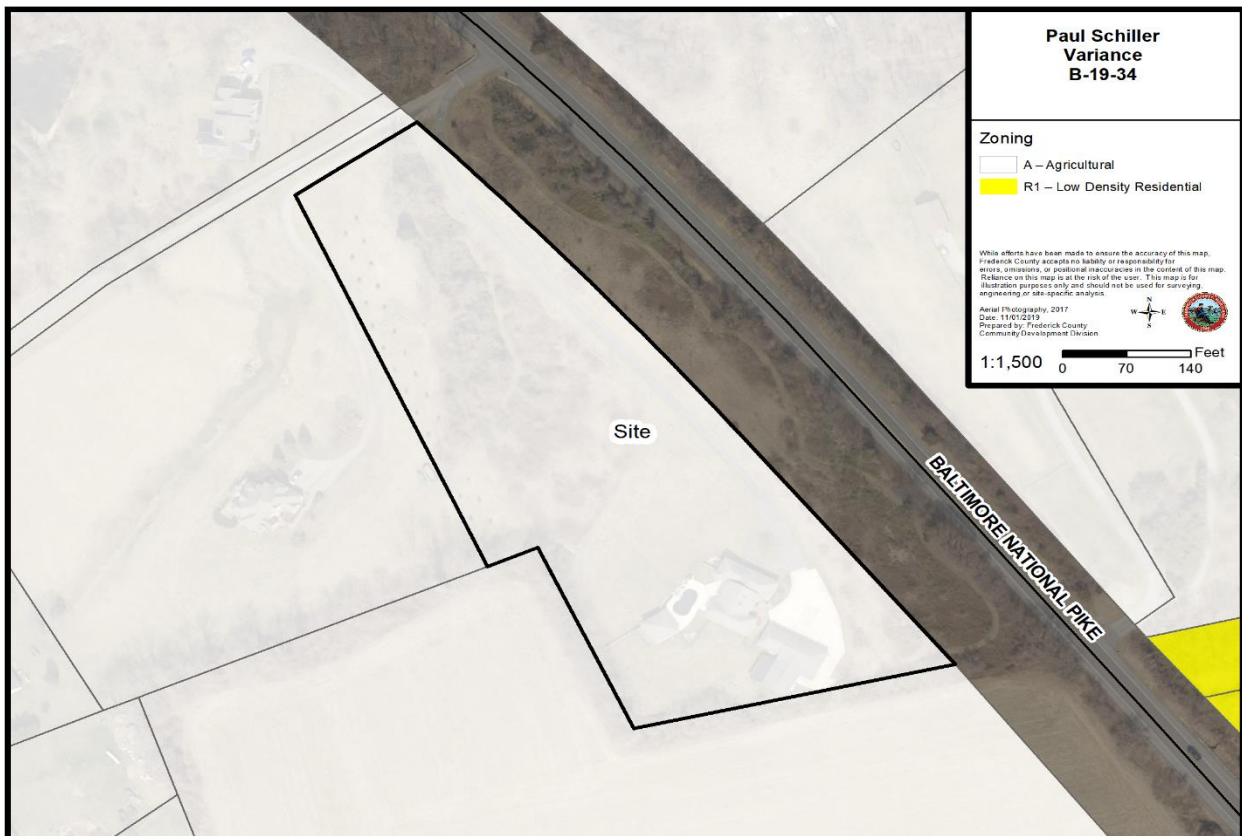 Paul Schiller
Variance
B-19-34
Zoning
A – Agricultural
R1 – Low Density Residential
While efforts have been made to ensure the accuracy of this map,
Frederick County accepts no liability or responsibility for
errors, omissions, or positional inaccuracies in the content of this map.
Reliance on this map is at the risk of the user. This map is for
illustration purposes only and should not be used for surveying,
engineering, or site-specific analysis.
Aerial Photography, 2017
Date: 11/01/2019
Prepared by: Frederick County
Community Development Division
N
W E
S
1:1,500
Feet
0 70 140
Site
BALTIMORE NATIONAL PIKE